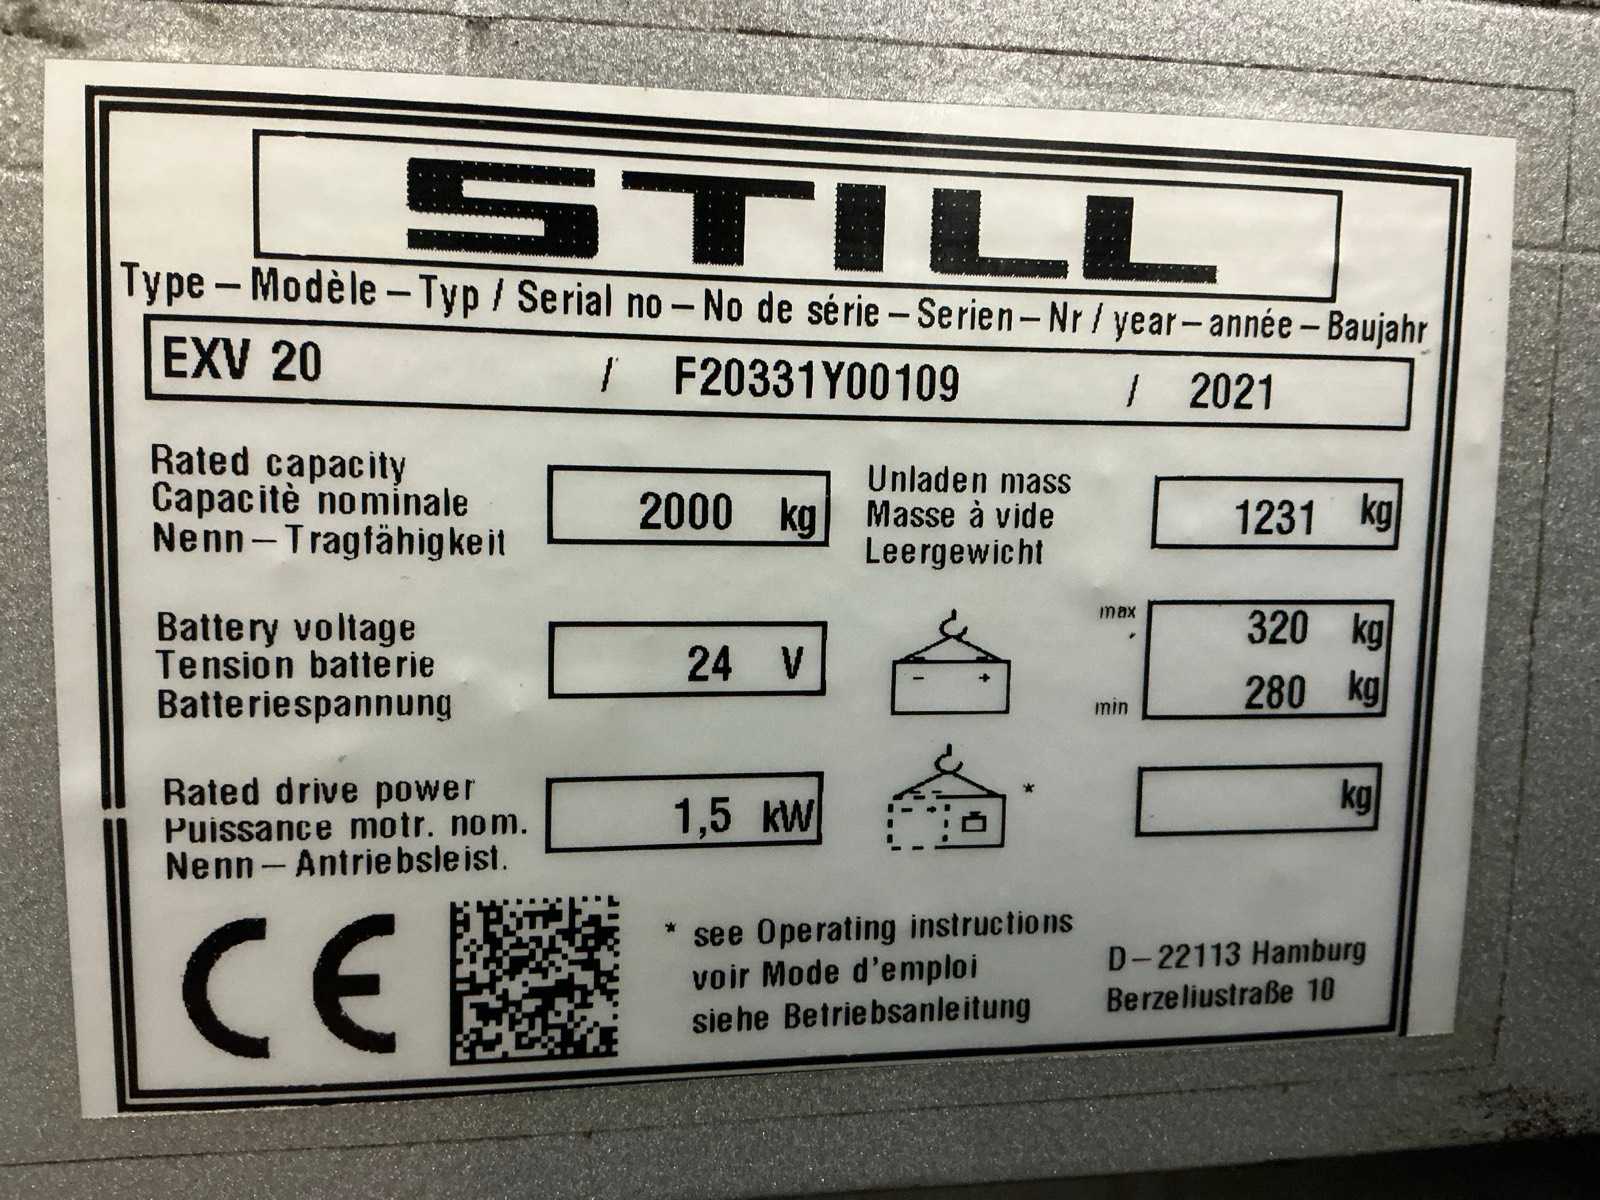 STILL
Type – Modèle – Typ / Serial no – No de série – Serien – Nr / year – année – Baujahr
EXV 20 / F20331Y00109 / 2021
Rated capacity
Capacitè nominale
Nenn – Tragfähigkeit
2000 kg
Unladen mass
Masse à vide
Leergewicht
1231 kg
Battery voltage
Tension batterie
Batteriespannung
24 V
- +
max 320 kg
min 280 kg
Rated drive power
Puissance motr. nom.
Nenn – Antriebsleist.
1,5 kW
- +
*
kg
CE
* see Operating instructions
voir Mode d'emploi
siehe Betriebsanleitung
D – 22113 Hamburg
Berzeliustraße 10